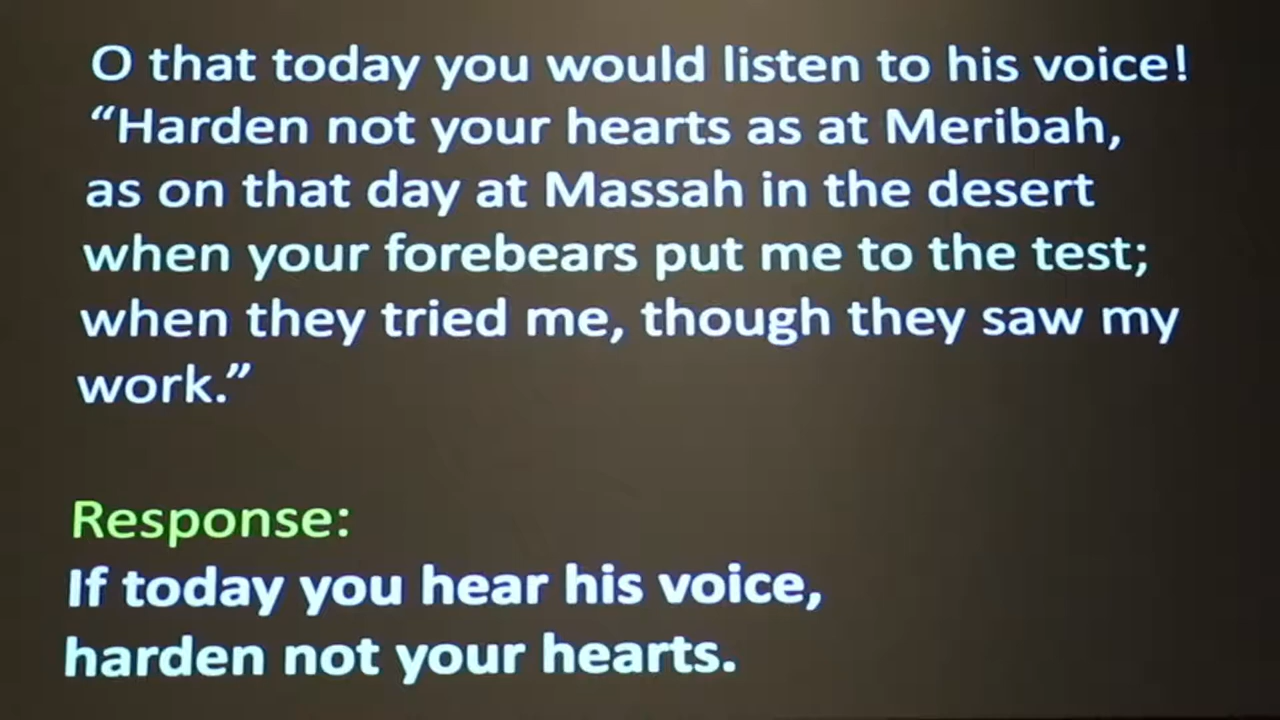 O that today you would listen to his voice!
“Harden not your hearts as at Meribah,
as on that day at Massah in the desert
when your forebears put me to the test;
when they tried me, though they saw my
work.”
Response:
If today you hear his voice,
harden not your hearts.